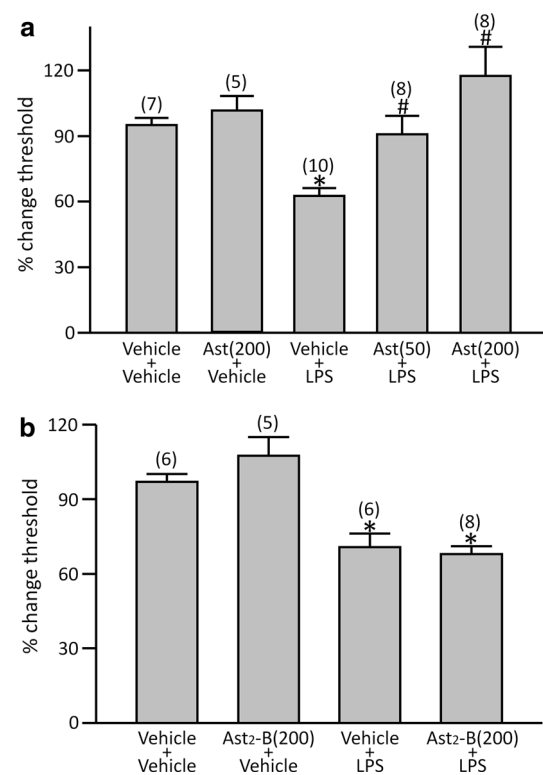 a
% change threshold
120
90
60
30
0
(7)
(5)
(10)
*
(8)
#
(8)
#
Vehicle
+
Vehicle
Ast(200)
+
Vehicle
Vehicle
+
LPS
Ast(50)
+
LPS
Ast(200)
+
LPS
b
% change threshold
120
90
60
30
0
(6)
(5)
(6)
*
(8)
*
Vehicle
+
Vehicle
Ast₂-B(200)
+
Vehicle
Vehicle
+
LPS
Ast₂-B(200)
+
LPS